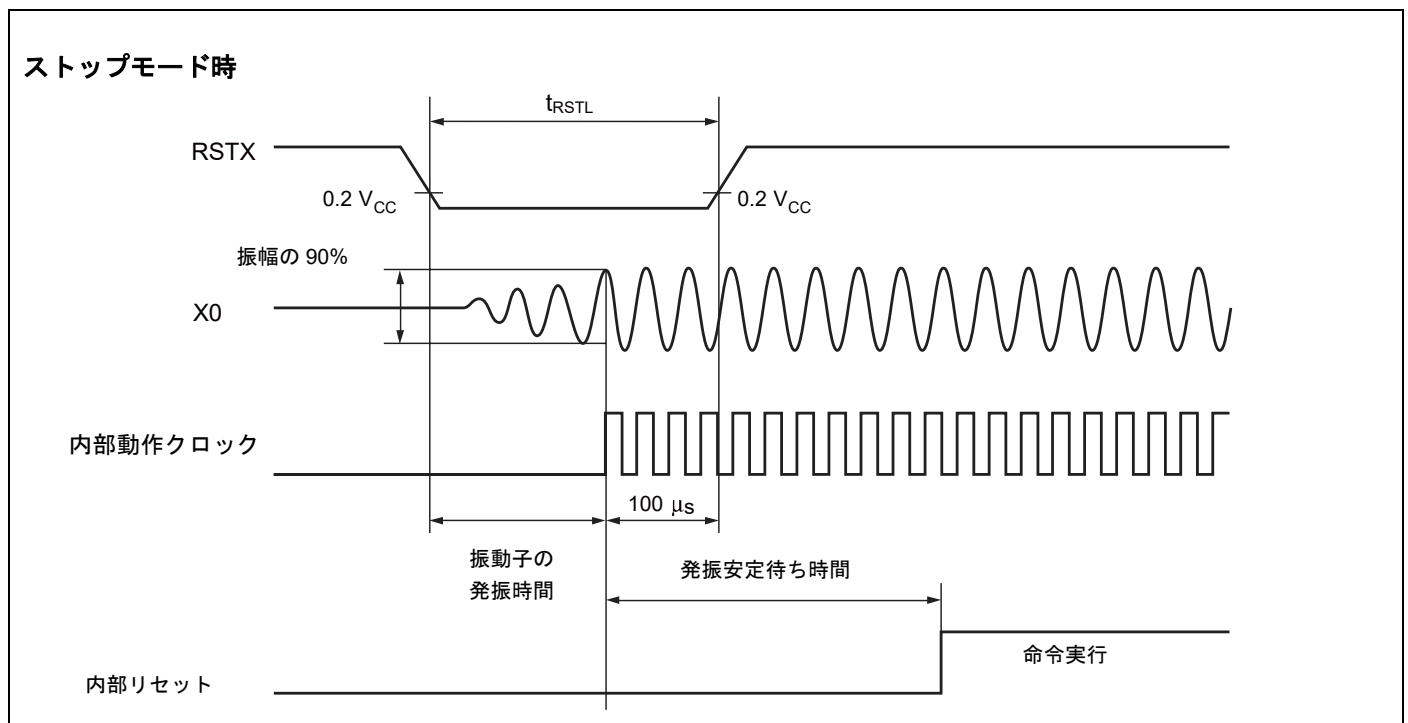 ストップモード時
tRSTL
RSTX
0.2 VCC
0.2 VCC
振幅の 90%
X0
内部動作クロック
100 μs
振動子の
発振時間
発振安定待ち時間
命令実行
内部リセット